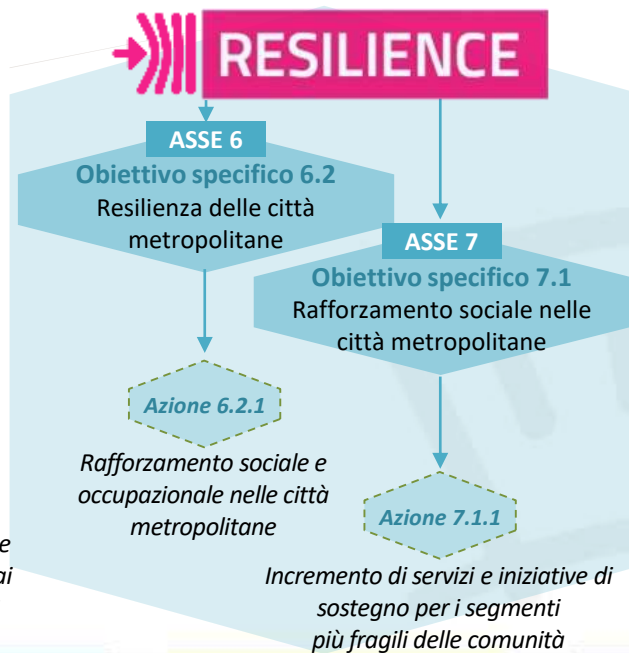 RESILIENCE
ASSE 6
Obiettivo specifico 6.2
Resilienza delle città
metropolitane
ASSE 7
Obiettivo specifico 7.1
Rafforzamento sociale nelle
città metropolitane
Azione 6.2.1
Rafforzamento sociale e
occupazionale nelle città
metropolitane
Azione 7.1.1
e
ai
Incremento di servizi e iniziative di
sostegno per i segmenti
più fragili delle comunità